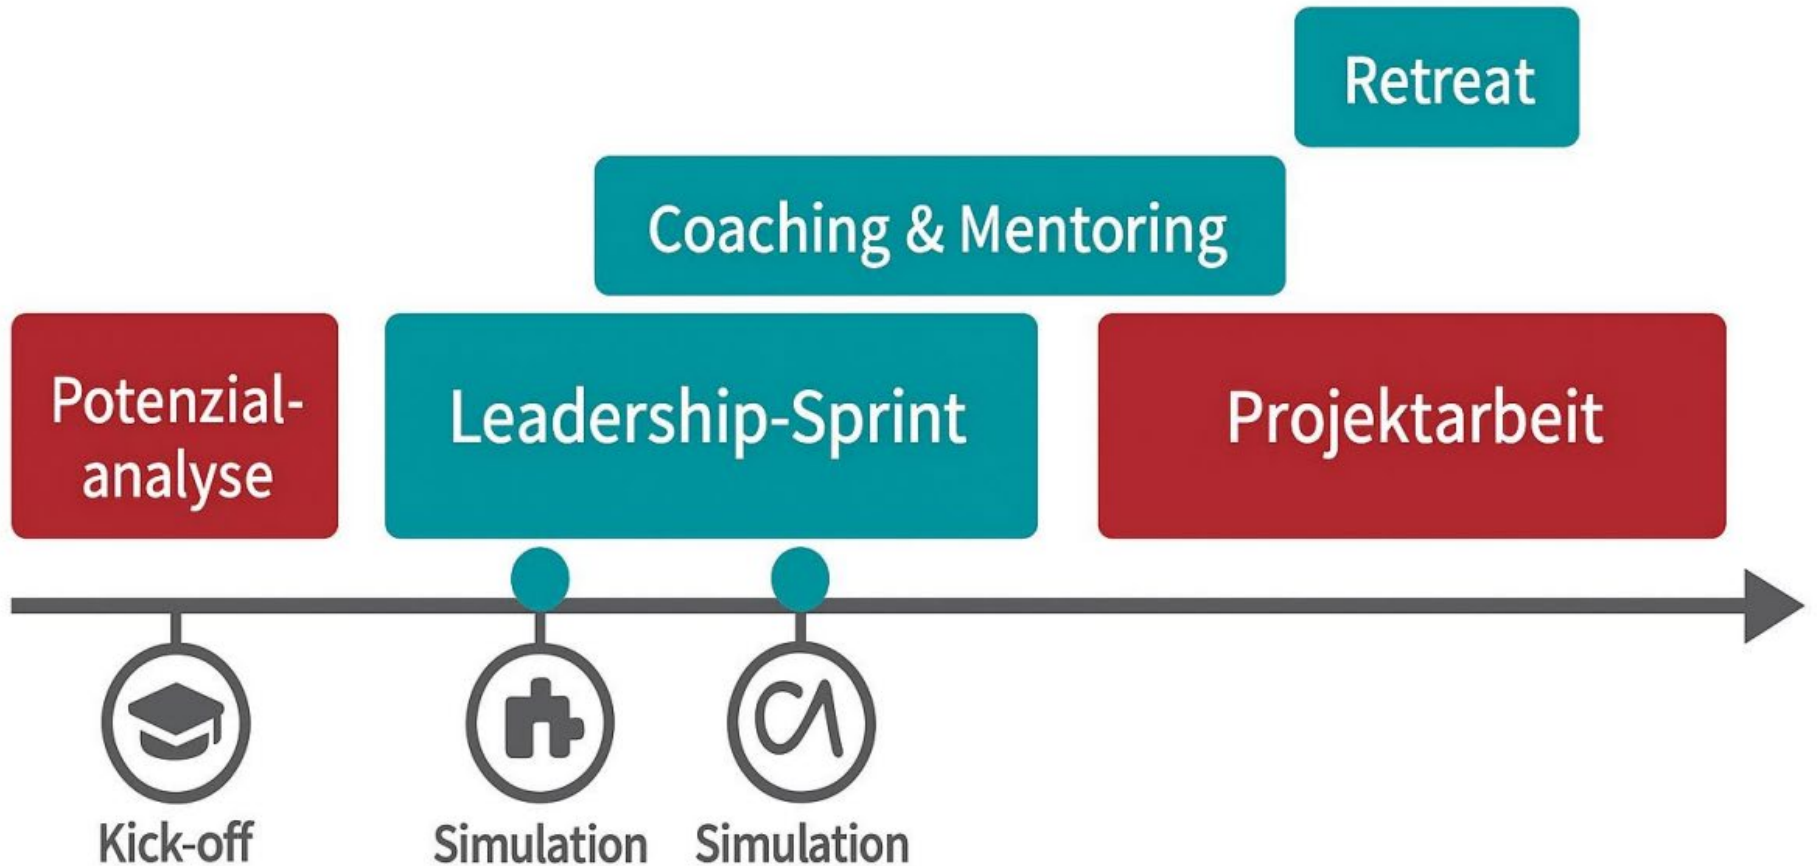 Retreat
Coaching & Mentoring
Potenzial-
analyse
Leadership-Sprint
Projektarbeit
Kick-off
Simulation
Simulation